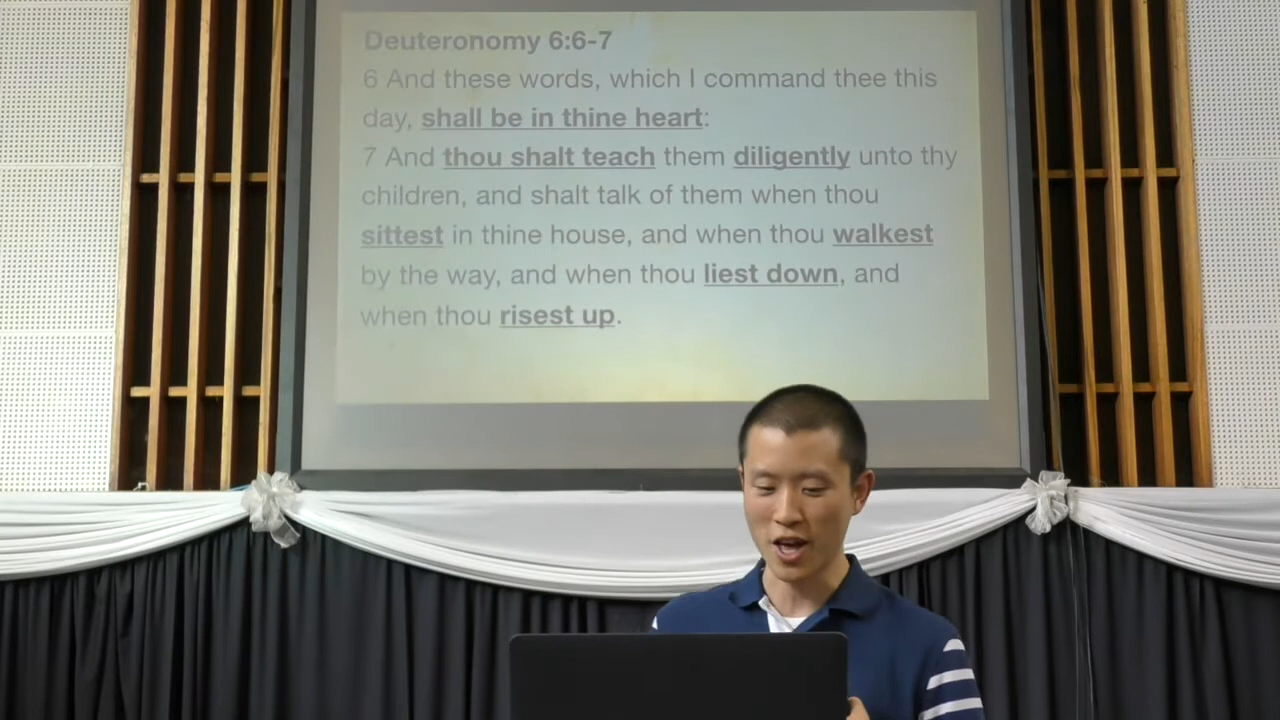 Deuteronomy 6:6-7
6 And these words, which I command thee this
day, shall be in thine heart:
7 And thou shalt teach them diligently unto thy
children, and shalt talk of them when thou
sittest in thine house, and when thou walkest
by the way, and when thou liest down, and
when thou risest up.